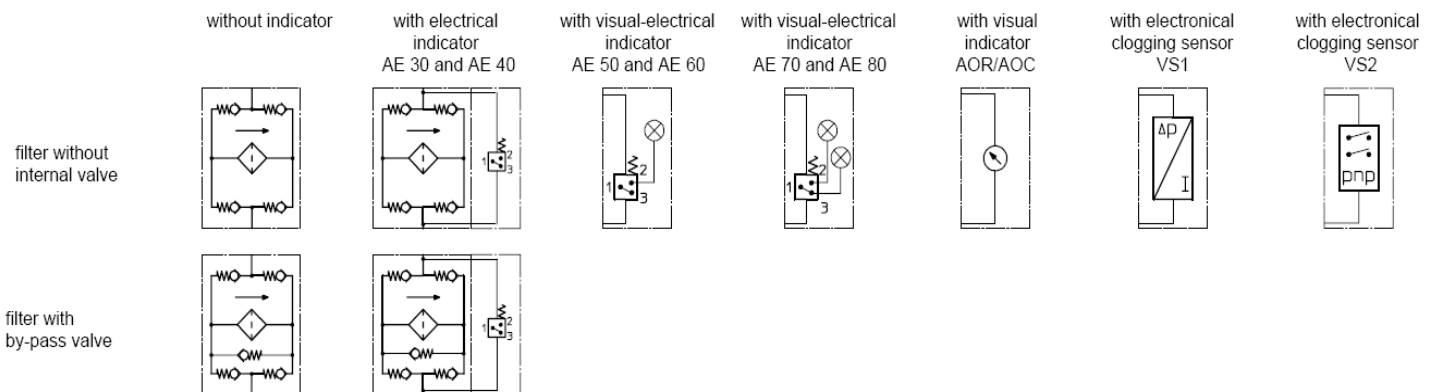 without indicator
with electrical
indicator
AE 30 and AE 40
with visual-electrical
indicator
AE 50 and AE 60
with visual-electrical
indicator
AE 70 and AE 80
with visual
indicator
AOR/AOC
with electronical
clogging sensor
VS1
with electronical
clogging sensor
VS2
filter without
internal valve
1 2
3
1 2
3
1 2
3
Δp
I
pnp
filter with
by-pass valve
1 2
3